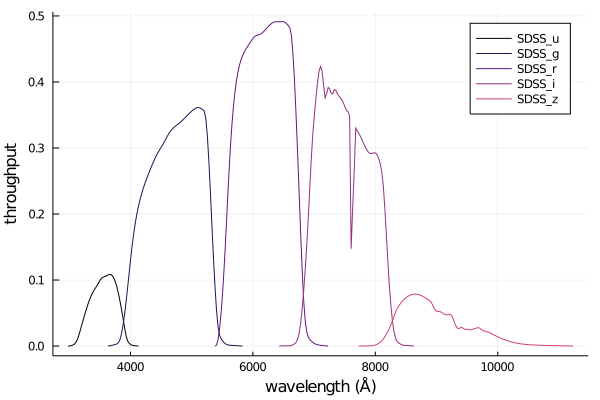 0.5
0.4
0.3
0.2
0.1
0.0
throughput
SDSS_u
SDSS_g
SDSS_r
SDSS_i
SDSS_z
4000 6000 8000 10000
wavelength (Å)